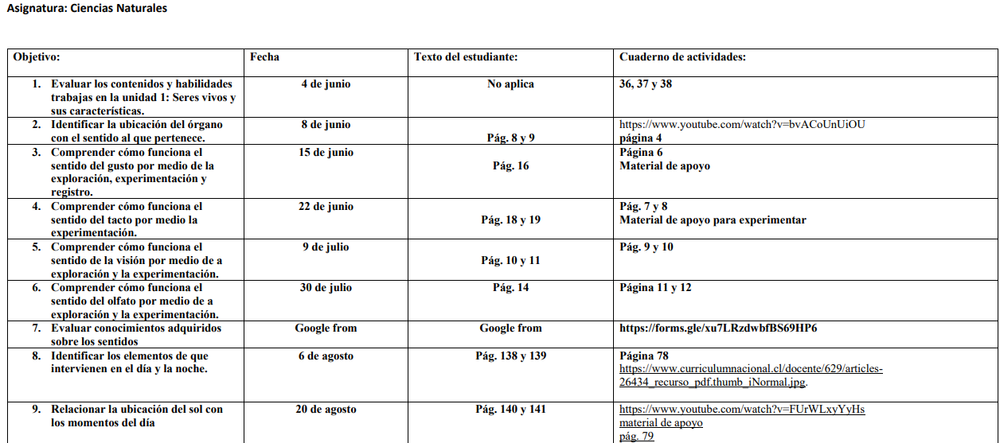 Asignatura: Ciencias Naturales
Objetivo:
Fecha
Texto del estudiante:
Cuaderno de actividades:
1. Evaluar los contenidos y habilidades
trabajas en la unidad 1: Seres vivos y
sus características.
4 de junio
No aplica
36, 37 y 38
2. Identificar la ubicación del órgano
con el sentido al que pertenece.
8 de junio
Pág. 8 y 9
https://www.youtube.com/watch?v=bvACoUnUiOU
página 4
3. Comprender cómo funciona el
sentido del gusto por medio de la
exploración, experimentación y
registro.
15 de junio
Pág. 16
Página 6
Material de apoyo
4. Comprender cómo funciona el
sentido del tacto por medio la
experimentación.
22 de junio
Pág. 18 y 19
Pág. 7 y 8
Material de apoyo para experimentar
5. Comprender cómo funciona el
sentido de la visión por medio de a
exploración y la experimentación.
9 de julio
Pág. 10 y 11
Pág. 9 y 10
6. Comprender cómo funciona el
sentido del olfato por medio de a
exploración y la experimentación.
30 de julio
Pág. 14
Página 11 y 12
7. Evaluar conocimientos adquiridos
sobre los sentidos
Google from
Google from
https://forms.gle/xu7LRzdwbfBS69HP6
8. Identificar los elementos de que
intervienen en el día y la noche.
6 de agosto
Pág. 138 y 139
Página 78
https://www.curriculumnacional.cl/docente/629/articles-
26434_recurso_pdf.thumb_iNormal.jpg.
9. Relacionar la ubicación del sol con
los momentos del día
20 de agosto
Pág. 140 y 141
https://www.youtube.com/watch?v=FUrWLxyYyHs
material de apoyo
pág. 79